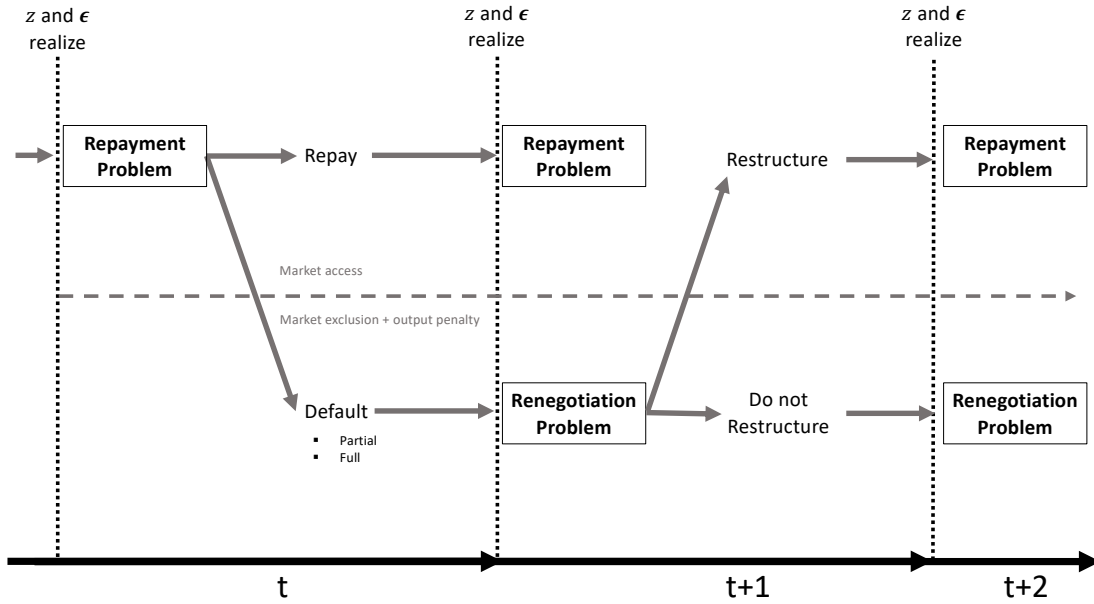 z and ϵ
realize
z and ϵ
realize
z and ϵ
realize
Repayment
Problem
Repay
Repayment
Problem
Restructure
Repayment
Problem
Market access
Market exclusion + output penalty
Default
▪ Partial
▪ Full
Renegotiation
Problem
Do not
Restructure
Renegotiation
Problem
t
t+1
t+2